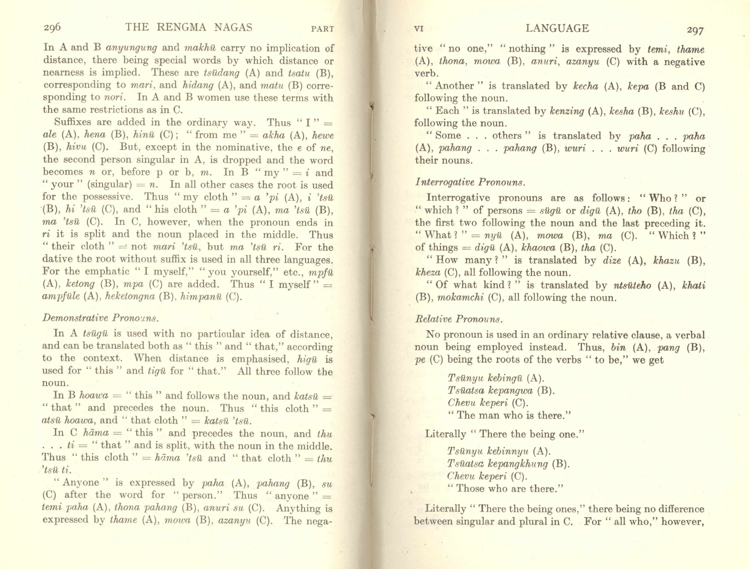 296 THE RENGMA NAGAS PART
In A and B anyungung and makhü carry no implication of
distance, there being special words by which distance or
nearness is implied. These are tsüdang (A) and tsatu (B),
corresponding to mari, and hidang (A), and matu (B) corre-
sponding to nori. In A and B women use these terms with
the same restrictions as in C.
Suffixes are added in the ordinary way. Thus “ I ” =
ale (A), hena (B), hinü (C) ; “ from me ” = akha (A), hewe
(B), hivu (C). But, except in the nominative, the e of ne,
the second person singular in A, is dropped and the word
becomes n or, before p or b, m. In B “ my ” = i and
“ your ” (singular) = n. In all other cases the root is used
for the possessive. Thus “ my cloth ” = a ’pi (A), i ’tsü
(B), hi ’tsü (C), and “ his cloth ” = a ’pi (A), ma ’tsü (B),
ma ’tsü (C). In C, however, when the pronoun ends in
ri it is split and the noun placed in the middle. Thus
“ their cloth ” = not mari ’tsü, but ma ’tsü ri. For the
dative the root without suffix is used in all three languages.
For the emphatic “ I myself,” “ you yourself,” etc., mpfü
(A), ketong (B), mpa (C) are added. Thus “ I myself ” =
ampfüle (A), heketongna (B), himpanü (C).
Demonstrative Pronouns.
In A tsügü is used with no particular idea of distance,
and can be translated both as “ this ” and “ that,” according
to the context. When distance is emphasised, higü is
used for “ this ” and tigü for “ that.” All three follow the
noun.
In B hoawa = “ this ” and follows the noun, and katsü =
“ that ” and precedes the noun. Thus “ this cloth ” =
atsü hoawa, and “ that cloth ” = katsü ’tsü.
In C häma = “ this ” and precedes the noun, and thu
. . . ti = “ that ” and is split, with the noun in the middle.
Thus “ this cloth ” = häma ’tsü and “ that cloth ” = thu
’tsü ti.
“ Anyone ” is expressed by paha (A), pahang (B), su
(C) after the word for “ person.” Thus “ anyone ” =
temi paha (A), thona pahang (B), anuri su (C). Anything is
expressed by thame (A), mowa (B), azanyu (C). The nega-
VI LANGUAGE 297
tive “ no one,” “ nothing ” is expressed by temi, thame
(A), thona, mowa (B), anuri, azanyu (C) with a negative
verb.
“ Another ” is translated by kecha (A), kepa (B and C)
following the noun.
“ Each ” is translated by kenzing (A), kesha (B), keshu (C),
following the noun.
“ Some . . . others ” is translated by paha . . . paha
(A), pahang . . . pahang (B), wuri . . . wuri (C) following
their nouns.
Interrogative Pronouns.
Interrogative pronouns are as follows : “ Who ? ” or
“ which ? ” of persons = sügü or digü (A), tho (B), tha (C),
the first two following the noun and the last preceding it.
“ What ? ” = nyü (A), mowa (B), ma (C). “ Which ? ”
of things = digü (A), khaowa (B), tha (C).
“ How many ? ” is translated by dize (A), khazu (B),
kheza (C), all following the noun.
“ Of what kind ? ” is translated by ntsüteho (A), khati
(B), mokamchi (C), all following the noun.
Relative Pronouns.
No pronoun is used in an ordinary relative clause, a verbal
noun being employed instead. Thus, bin (A), pang (B),
pe (C) being the roots of the verbs “ to be,” we get
Tsünyu kebingü (A).
Tsüatsa kepangwa (B).
Chevu keperi (C).
“ The man who is there.”
Literally “ There the being one.”
Tsünyu kebinnyu (A).
Tsüatsa kepangkhung (B).
Chevu keperi (C).
“ Those who are there.”
Literally “ There the being ones,” there being no difference
between singular and plural in C. For “ all who,” however,